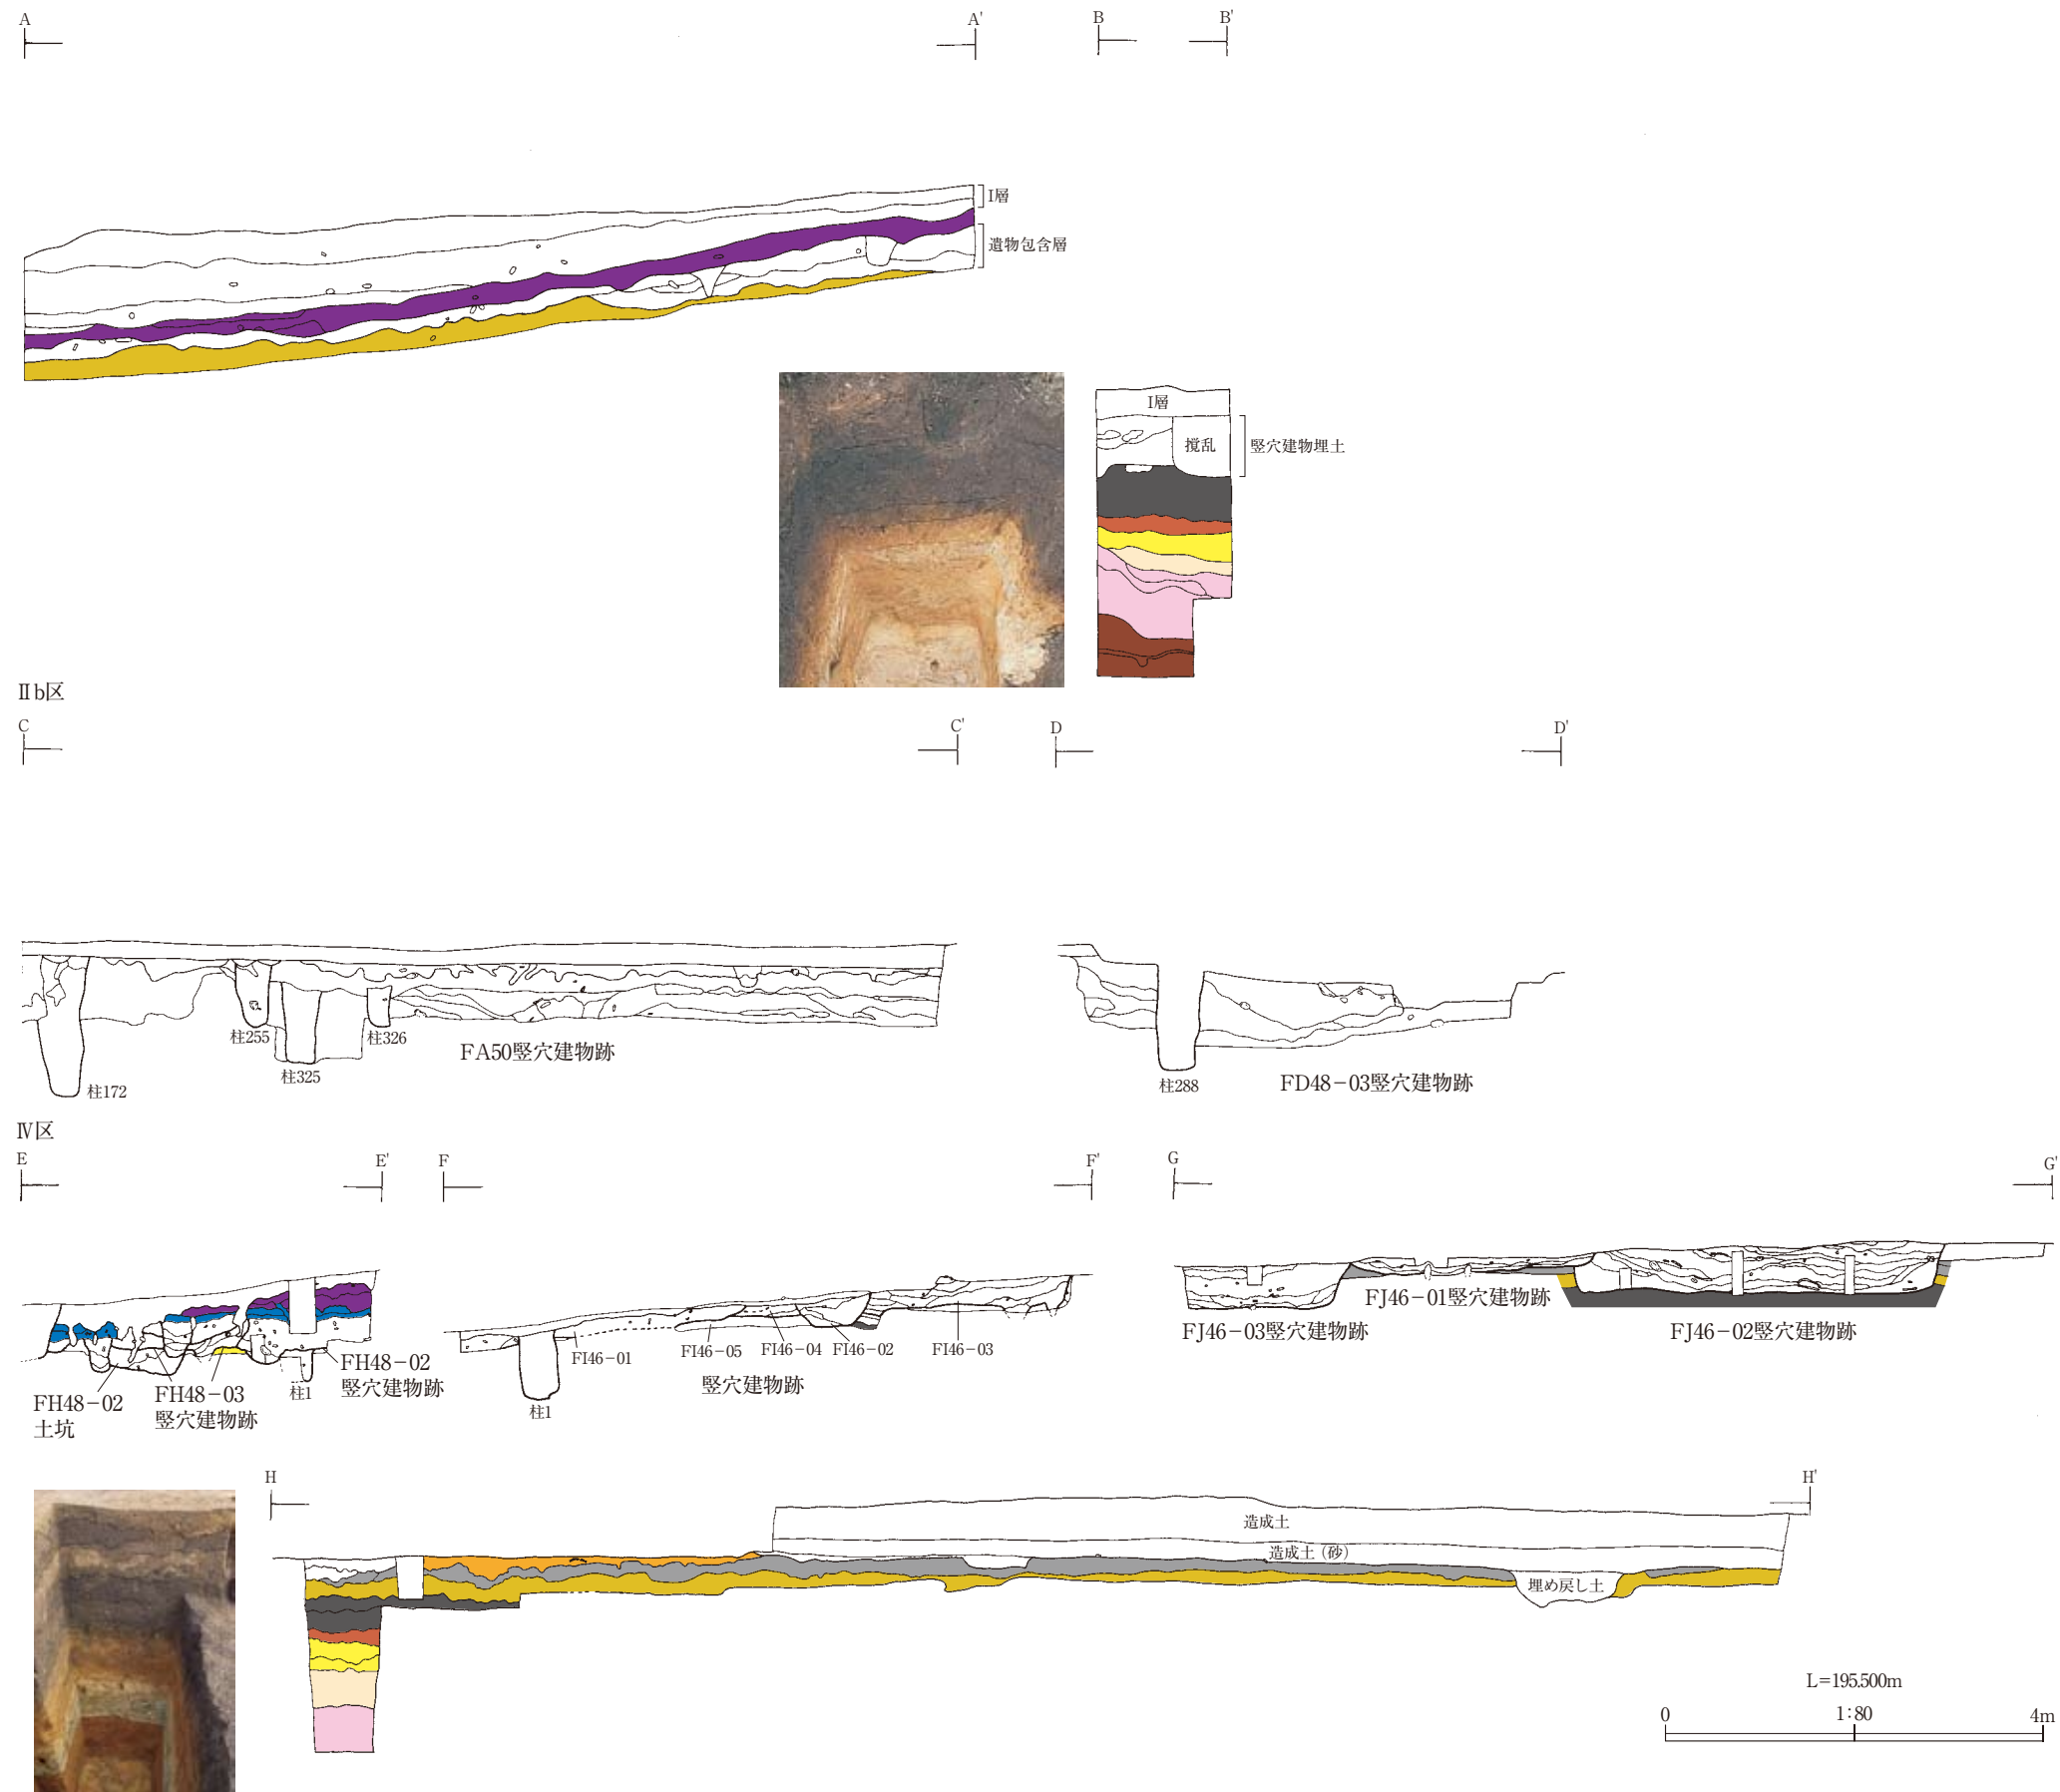 A A' B B'
I層
遺物包含層
I層
撹乱
竪穴建物埋土
Ⅱb区
C C' D D'
柱255
柱326
柱325
柱172
FA50竪穴建物跡
柱288
FD48-03竪穴建物跡
Ⅳ区
E E' F F' G G'
FH48-02
土坑
FH48-03
竪穴建物跡
柱1
FH48-02
竪穴建物跡
柱1
FI46-01
FI46-05
FI46-04
FI46-02
FI46-03
竪穴建物跡
FJ46-03竪穴建物跡
FJ46-01竪穴建物跡
FJ46-02竪穴建物跡
H H'
造成土
造成土（砂）
埋め戻し土
L=195.500m
0 1:80 4m